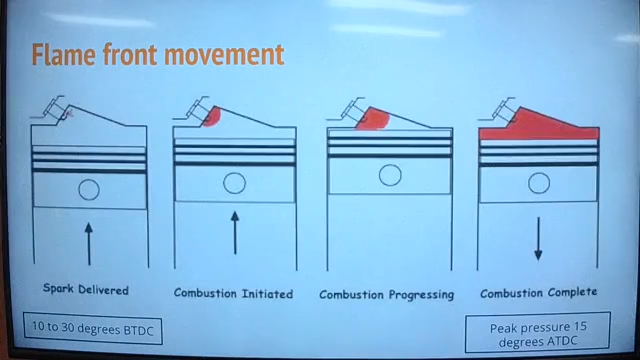 Flame front movement
Spark Delivered
Combustion Initiated
Combustion Progressing
Combustion Complete
10 to 30 degrees BTDC
Peak pressure 15
degrees ATDC